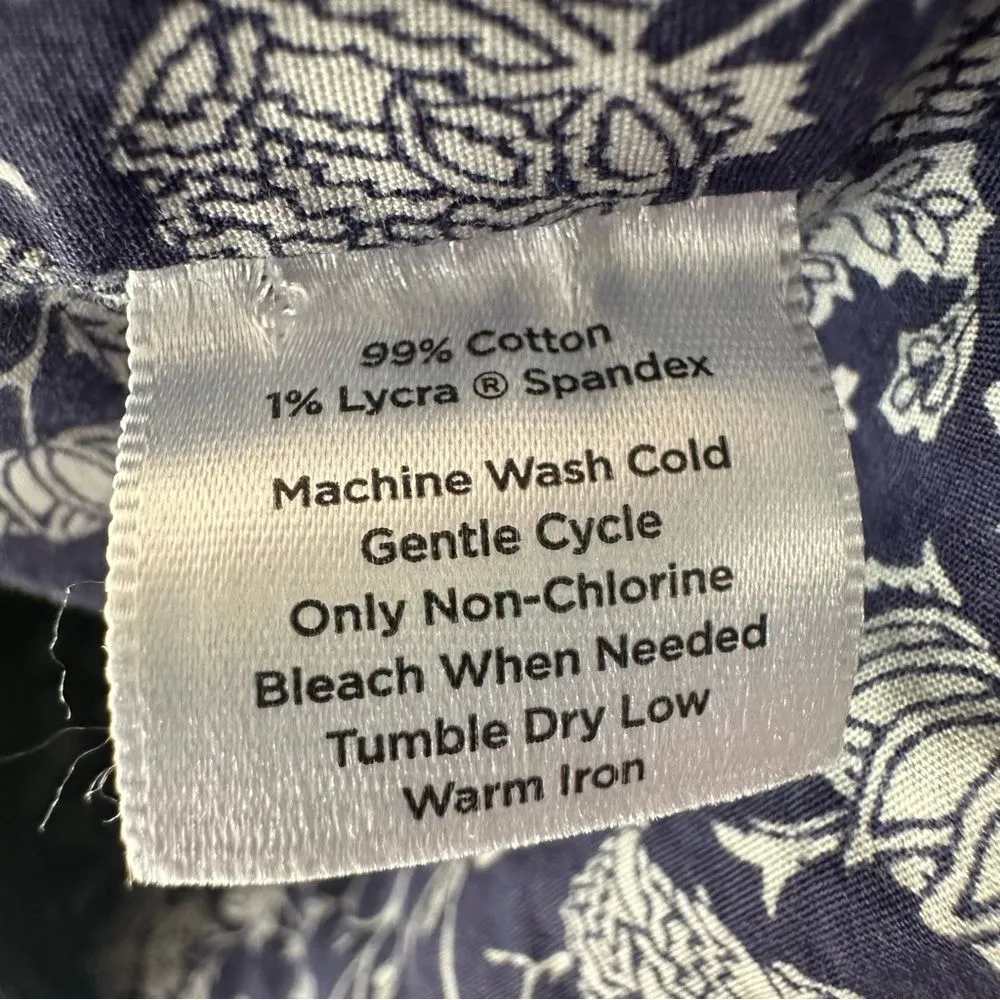 99% Cotton
1% Lycra ® Spandex
Machine Wash Cold
Gentle Cycle
Only Non-Chlorine
Bleach When Needed
Tumble Dry Low
Warm Iron